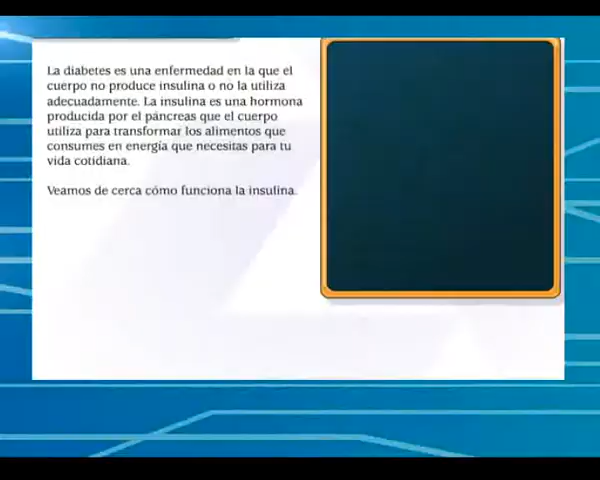 La diabetes es una enfermedad en la que el
cuerpo no produce insulina o no la utiliza
adecuadamente. La insulina es una hormona
producida por el páncreas que el cuerpo
utiliza para transformar los alimentos que
consumes en energía que necesitas para tu
vida cotidiana.
Veamos de cerca cómo funciona la insulina.